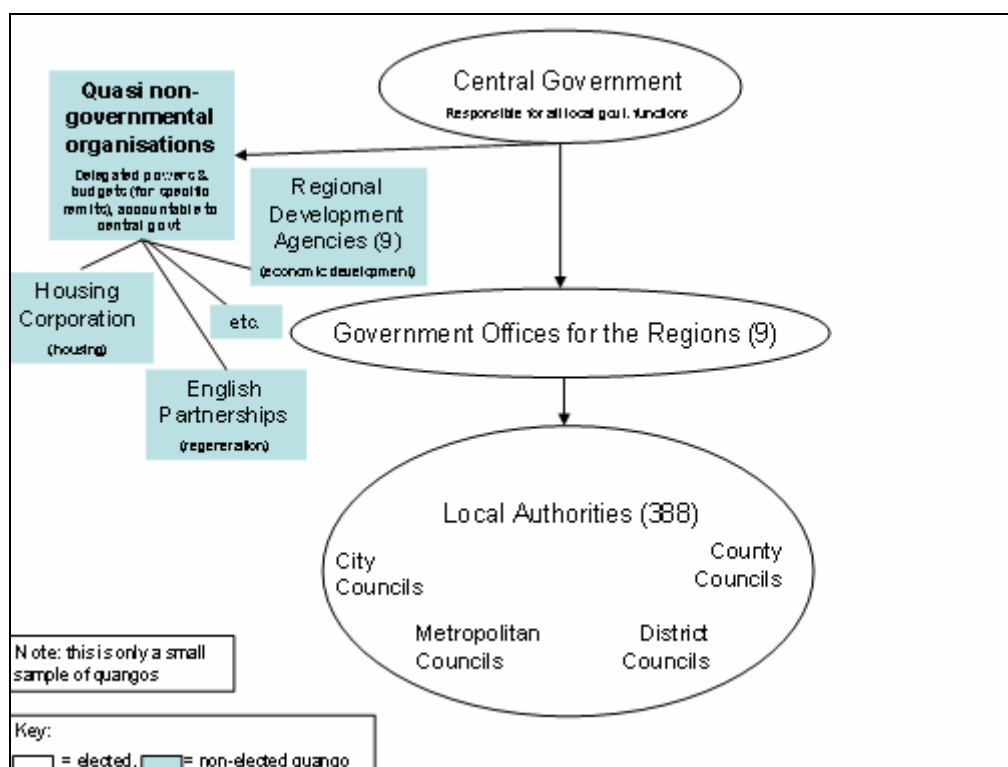 Central Government
Responsible for all local govt. functions
Quasi non-
governmental
organisations
Delegated powers &
budgets (for specific
remits), accountable to
central govt
Regional
Development
Agencies (9)
(economic development)
Housing
Corporation
(housing)
etc.
English
Partnerships
(regeneration)
Government Offices for the Regions (9)
Local Authorities (388)
City
Councils
County
Councils
Metropolitan
Councils
District
Councils
Note: this is only a small
sample of quangos
Key:
= elected, = non-elected quango